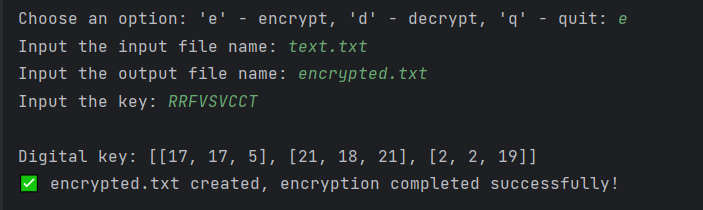 Choose an option: 'e' - encrypt, 'd' - decrypt, 'q' - quit: e
Input the input file name: text.txt
Input the output file name: encrypted.txt
Input the key: RRFVSVCCT
Digital key: [[17, 17, 5], [21, 18, 21], [2, 2, 19]]
✅ encrypted.txt created, encryption completed successfully!